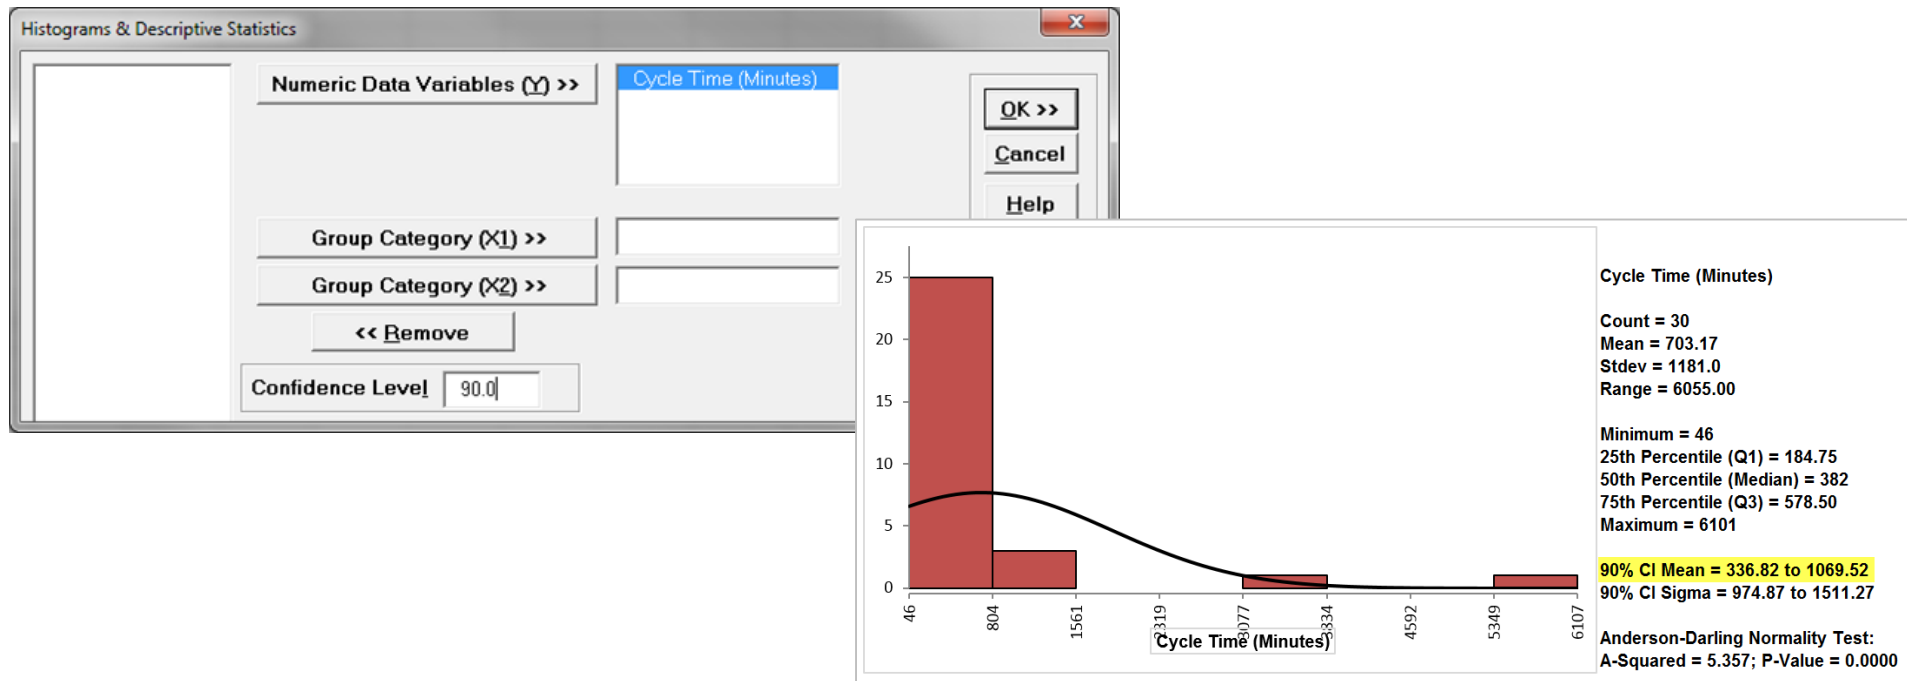 Histograms & Descriptive Statistics
x
Numeric Data Variables (Y) >>
Cycle Time (Minutes)
OK >>
Cancel
Help
Group Category (X1) >>
Group Category (X2) >>
<< Remove
Confidence Level 90.0
25
20
15
10
5
0
46
804
1561
2319
3077
3834
4592
5349
6107
Cycle Time (Minutes)
Cycle Time (Minutes)
Count = 30
Mean = 703.17
Stdev = 1181.0
Range = 6055.00
Minimum = 46
25th Percentile (Q1) = 184.75
50th Percentile (Median) = 382
75th Percentile (Q3) = 578.50
Maximum = 6101
90% CI Mean = 336.82 to 1069.52
90% CI Sigma = 974.87 to 1511.27
Anderson-Darling Normality Test:
A-Squared = 5.357; P-Value = 0.0000